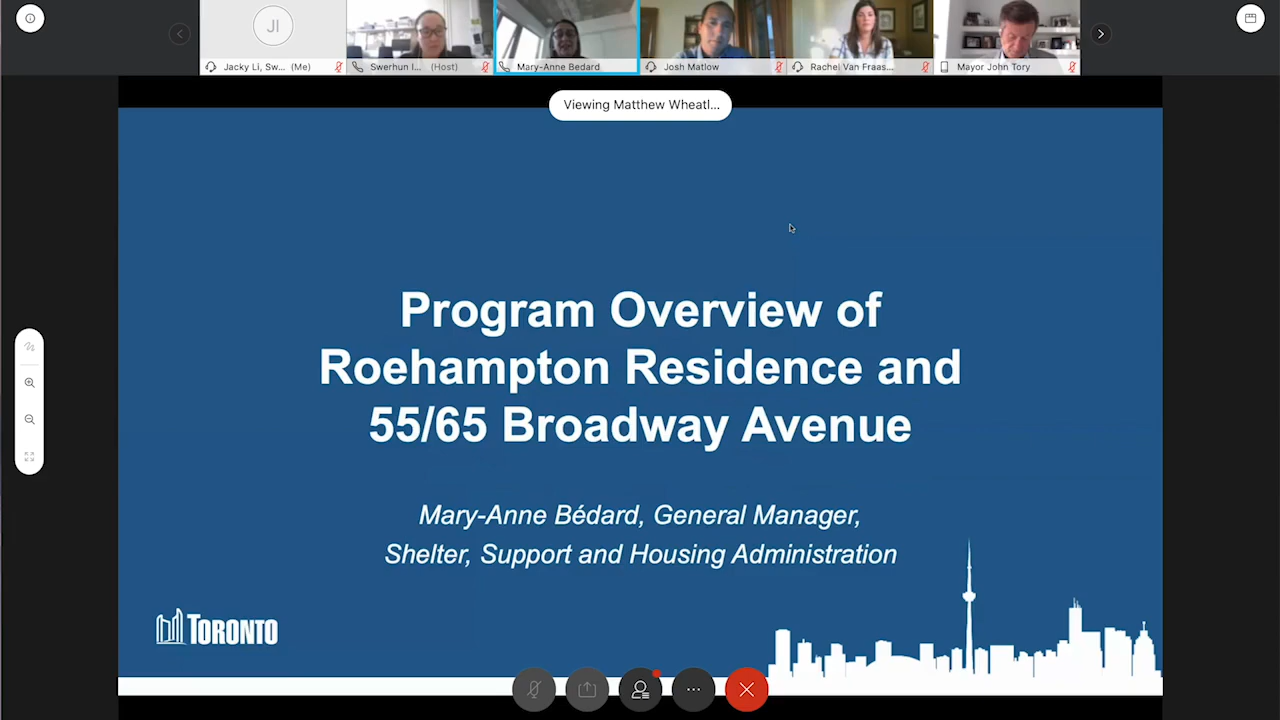 JI
Jacky Li, Sw... (Me)
Swerhun I... (Host)
Mary-Anne Bedard
Josh Matlow
Rachel Van Fraas...
Mayor John Tory
Viewing Matthew Wheatl...
Program Overview of
Roehampton Residence and
55/65 Broadway Avenue
Mary-Anne Bédard, General Manager,
Shelter, Support and Housing Administration
TORONTO